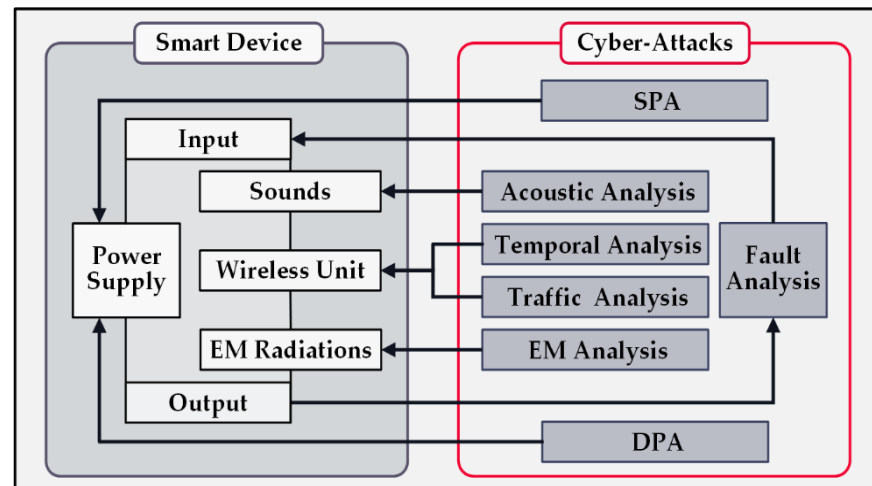 Smart Device
Cyber-Attacks
SPA
Input
Sounds
Acoustic Analysis
Power
Supply
Wireless Unit
Temporal Analysis
Traffic Analysis
Fault
Analysis
EM Radiations
EM Analysis
Output
DPA